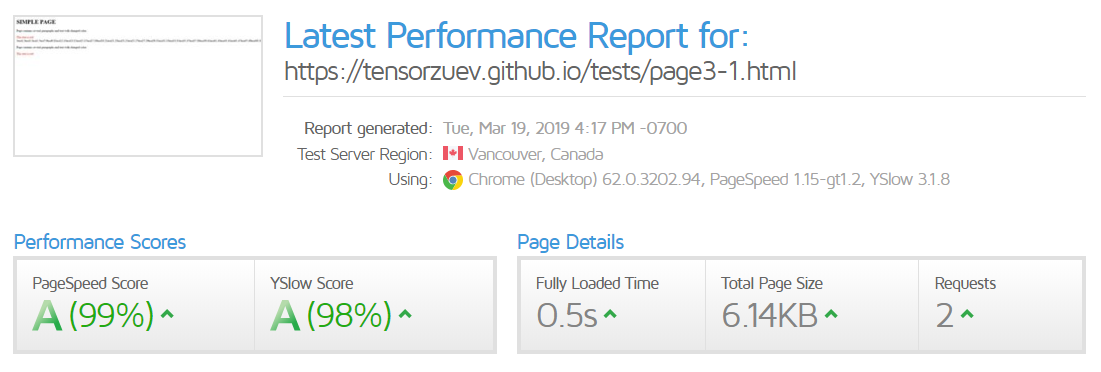 SIMPLE PAGE
Latest Performance Report for:
https://tensorzuev.github.io/tests/page3-1.html
Report generated: Tue, Mar 19, 2019 4:17 PM -0700
Test Server Region: Vancouver, Canada
Using: Chrome (Desktop) 62.0.3202.94, PageSpeed 1.15-gt1.2, YSlow 3.1.8
Performance Scores
Page Details
PageSpeed Score
YSlow Score
Fully Loaded Time
Total Page Size
Requests
A (99%)
A (98%)
0.5s
6.14KB
2